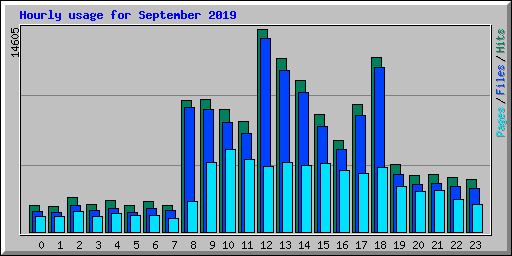 Hourly usage for September 2019
14605
Pages / Files / Hits
0 1 2 3 4 5 6 7 8 9 10 11 12 13 14 15 16 17 18 19 20 21 22 23